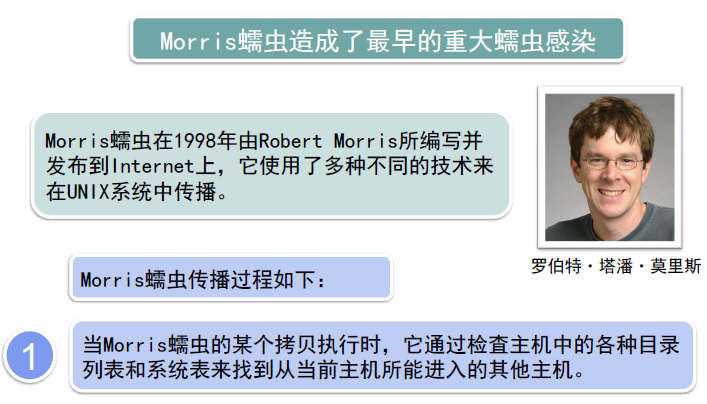 Morris蠕虫造成了最早的重大蠕虫感染
Morris蠕虫在1998年由Robert Morris所编写并
发布到Internet上，它使用了多种不同的技术来
在UNIX系统中传播。
罗伯特·塔潘·莫里斯
Morris蠕虫传播过程如下：
1
当Morris蠕虫的某个拷贝执行时，它通过检查主机中的各种目录
列表和系统表来找到从当前主机所能进入的其他主机。